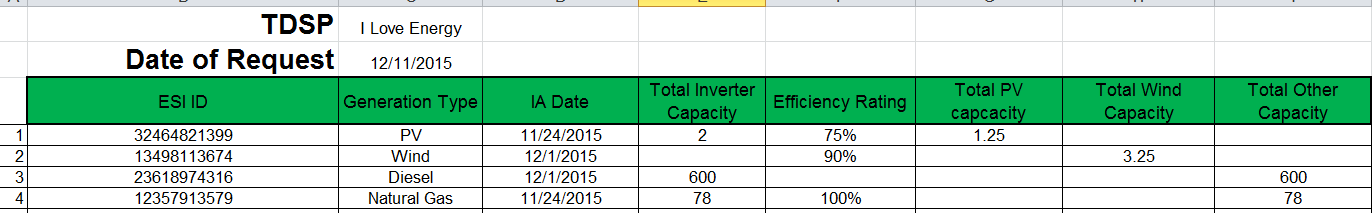 TDSP I Love Energy
Date of Request 12/11/2015
ESI ID Generation Type IA Date Total Inverter Capacity Efficiency Rating Total PV capcacity Total Wind Capacity Total Other Capacity
1 32464821399 PV 11/24/2015 2 75% 1.25
2 13498113674 Wind 12/1/2015 90% 3.25
3 23618974316 Diesel 12/1/2015 600 600
4 12357913579 Natural Gas 11/24/2015 78 100% 78